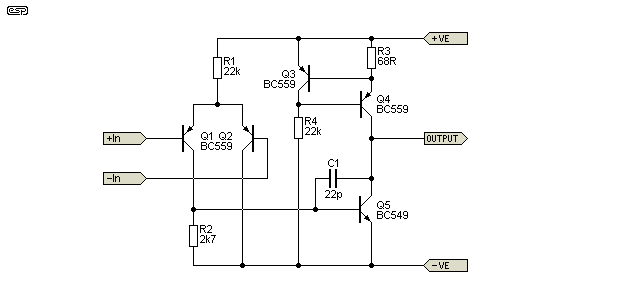 esp
+VE
R1
22k
R3
68R
Q3
BC559
Q4
BC559
+In
Q1 Q2
BC559
R4
22k
OUTPUT
-In
C1
22p
Q5
BC549
R2
2k7
-VE